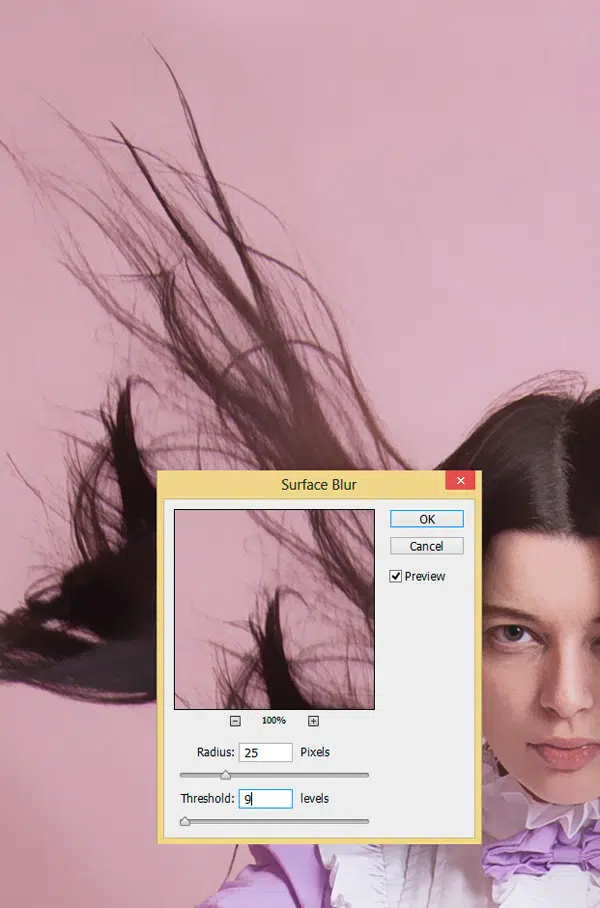 Surface Blur
OK
Cancel
Preview
100%
Radius: 25 Pixels
Threshold: 9 levels